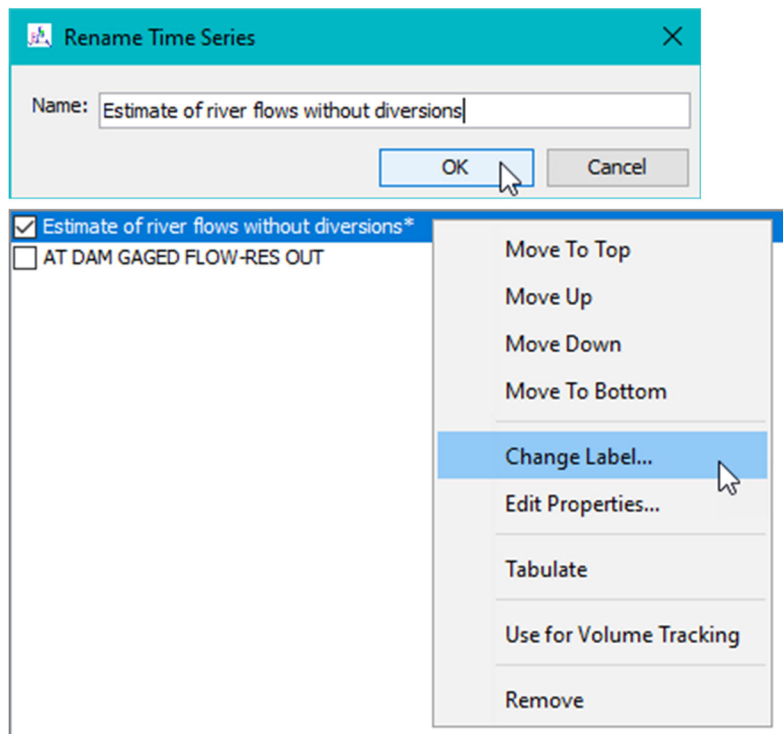 Rename Time Series
Name: Estimate of river flows without diversions
OK Cancel
Estimate of river flows without diversions*
AT DAM GAGED FLOW-RES OUT
Move To Top
Move Up
Move Down
Move To Bottom
Change Label...
Edit Properties...
Tabulate
Use for Volume Tracking
Remove